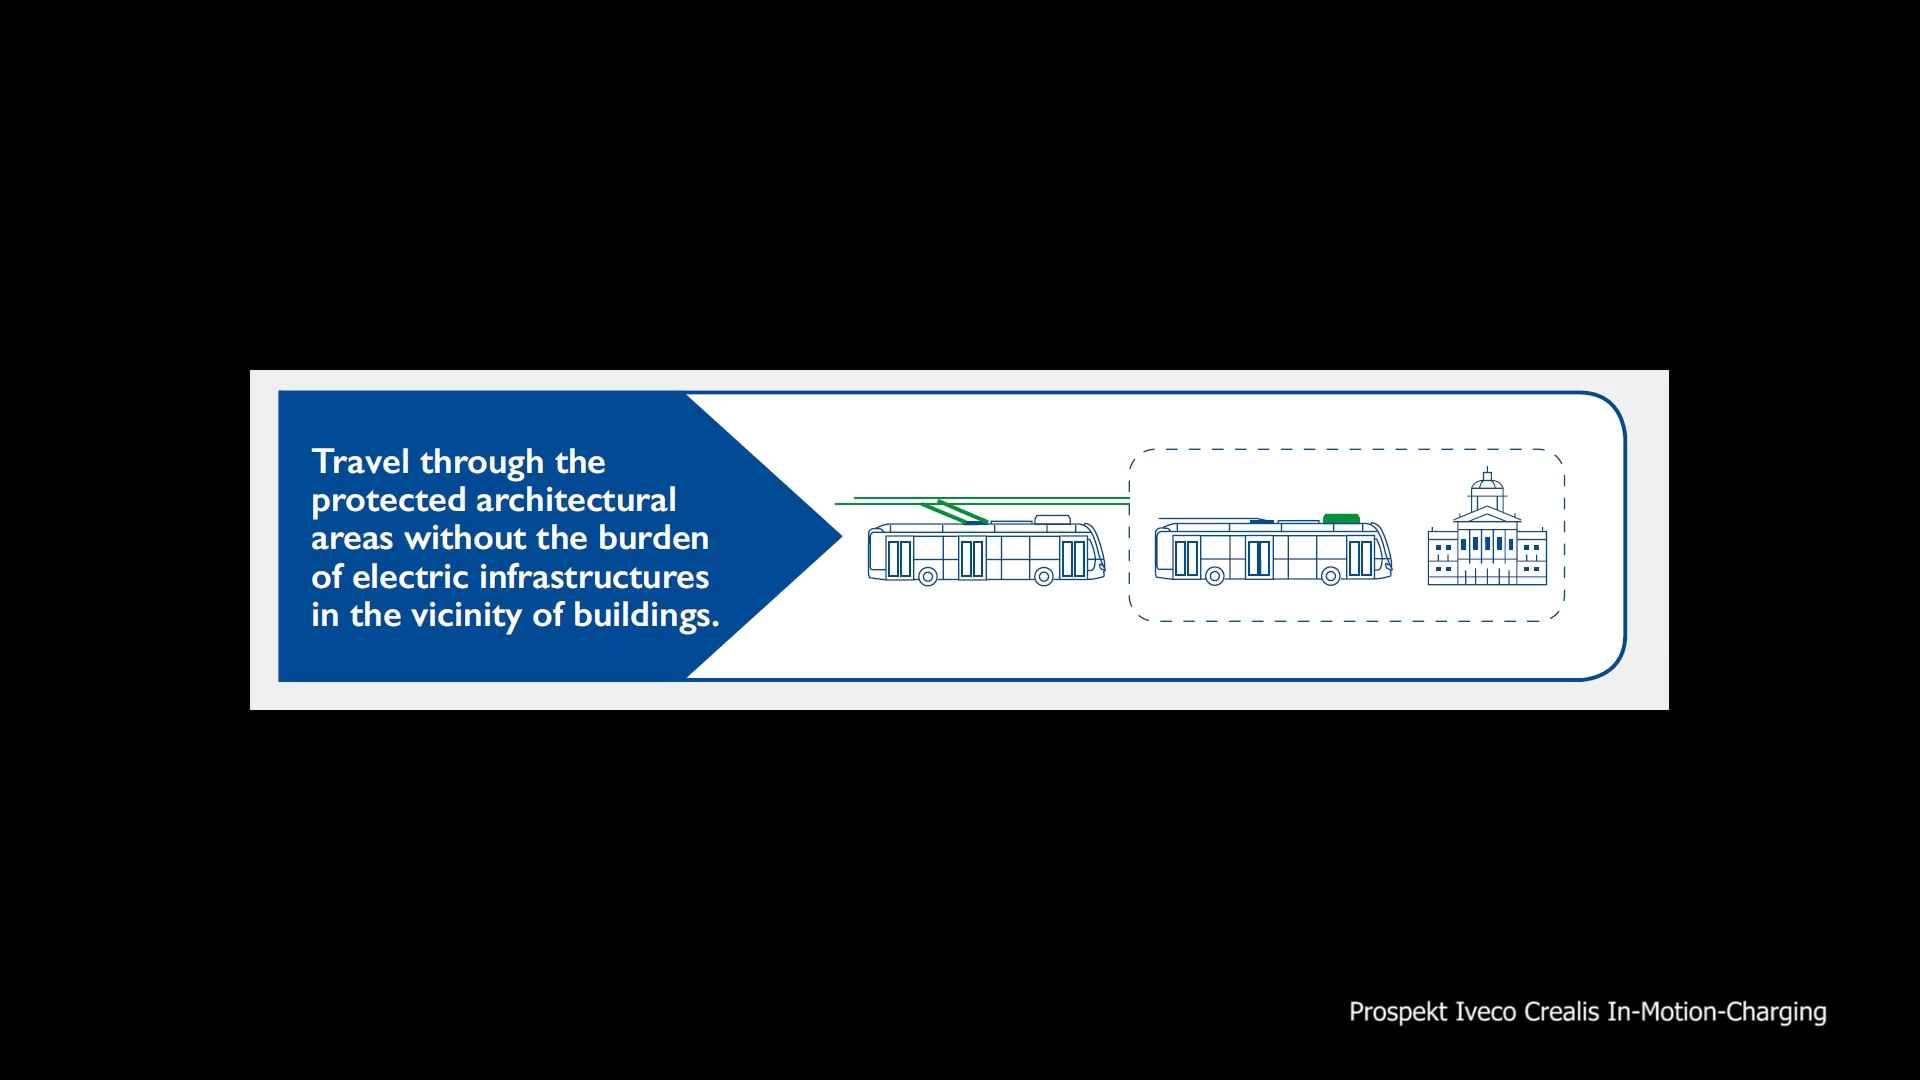 Travel through the
protected architectural
areas without the burden
of electric infrastructures
in the vicinity of buildings.
Prospekt Iveco Crealis In-Motion-Charging